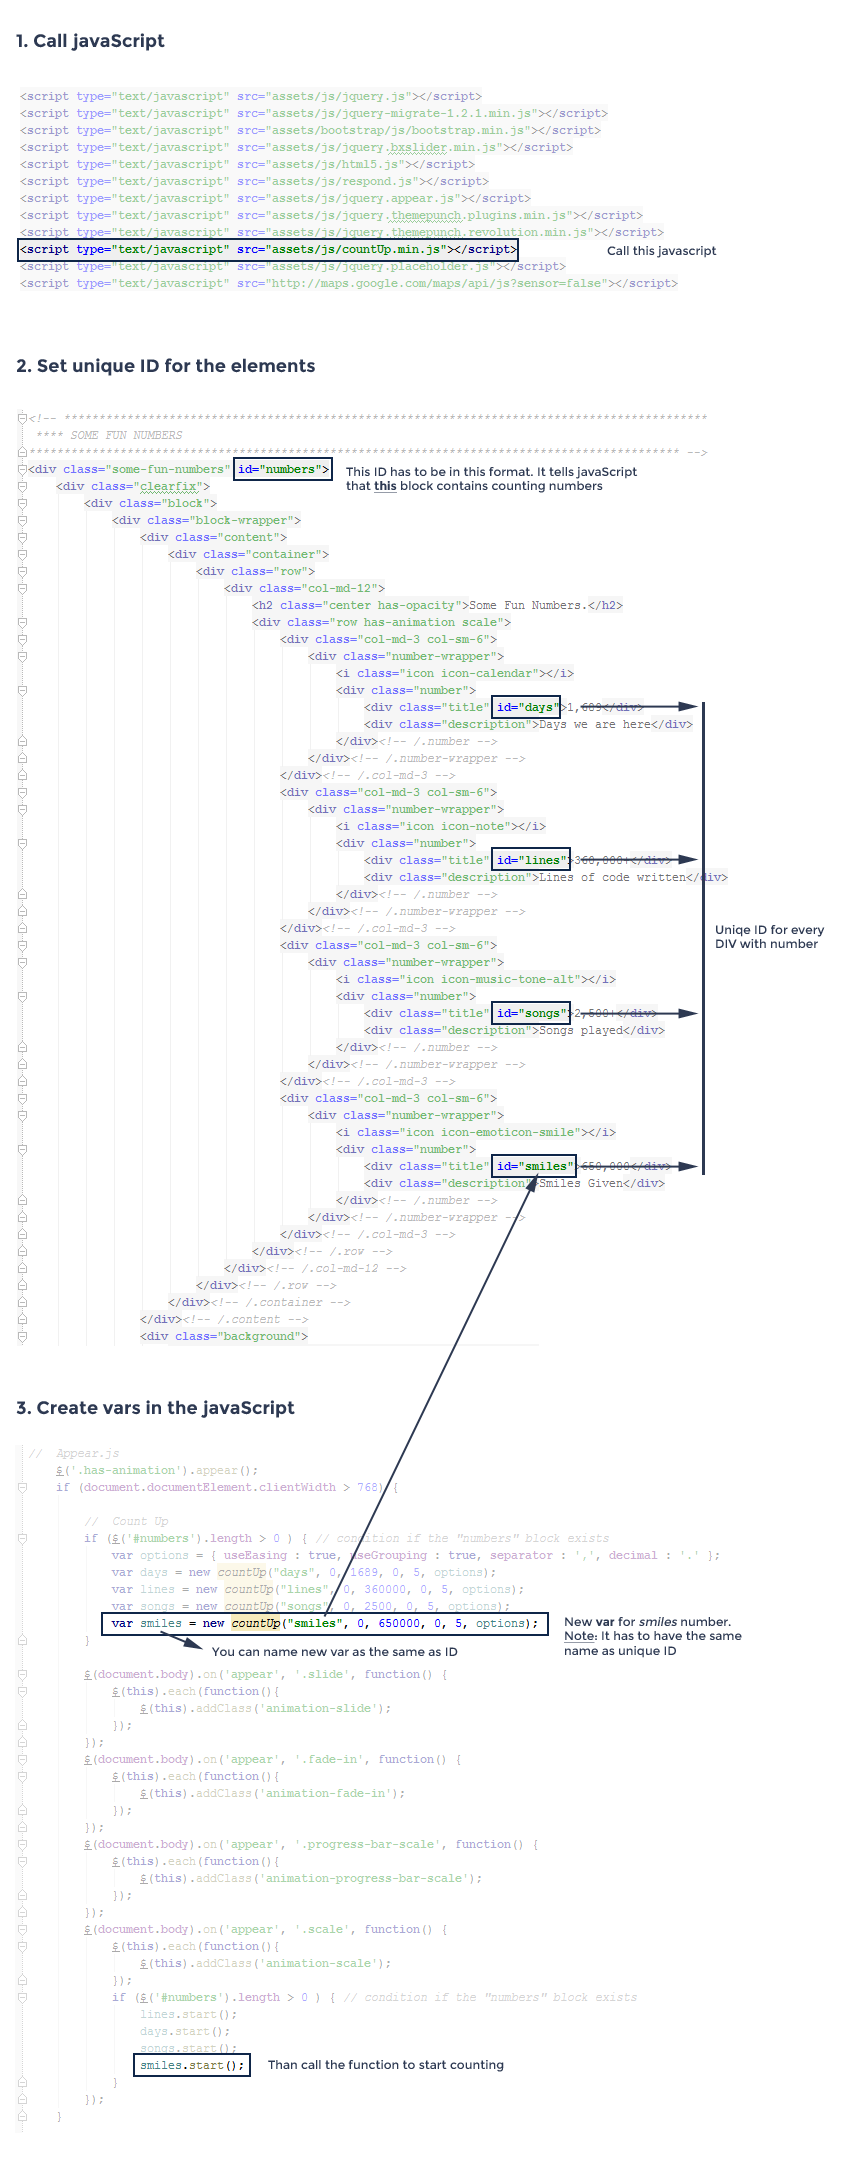 1. Call javaScript
<script type="text/javascript" src="assets/js/jquery.js"></script>
<script type="text/javascript" src="assets/js/jquery-migrate-1.2.1.min.js"></script>
<script type="text/javascript" src="assets/bootstrap/js/bootstrap.min.js"></script>
<script type="text/javascript" src="assets/js/jquery.bxslider.min.js"></script>
<script type="text/javascript" src="assets/js/html5.js"></script>
<script type="text/javascript" src="assets/js/respond.js"></script>
<script type="text/javascript" src="assets/js/jquery.appear.js"></script>
<script type="text/javascript" src="assets/js/jquery.themepunch.plugins.min.js"></script>
<script type="text/javascript" src="assets/js/jquery.themepunch.revolution.min.js"></script>
<script type="text/javascript" src="assets/js/countUp.min.js"></script> Call this javascript
<script type="text/javascript" src="assets/js/jquery.placeholder.js"></script>
<script type="text/javascript" src="http://maps.google.com/maps/api/js?sensor=false"></script>
2. Set unique ID for the elements
<!-- ********************************************************************************************
**** SOME FUN NUMBERS
********************************************************************************************* -->
<div class="some-fun-numbers" id="numbers"> This ID has to be in this format. It tells javaScript
<div class="clearfix"> that this block contains counting numbers
<div class="block">
<div class="block-wrapper">
<div class="content">
<div class="container">
<div class="row">
<div class="col-md-12">
<h2 class="center has-opacity">Some Fun Numbers.</h2>
<div class="row has-animation scale">
<div class="col-md-3 col-sm-6">
<div class="number-wrapper">
<i class="icon icon-calendar"></i>
<div class="number">
<div class="title" id="days">1,689</div>
<div class="description">Days we are here</div>
</div><!-- /.number -->
</div><!-- /.number-wrapper -->
</div><!-- /.col-md-3 -->
<div class="col-md-3 col-sm-6">
<div class="number-wrapper">
<i class="icon icon-note"></i>
<div class="number">
<div class="title" id="lines">360,000+</div>
<div class="description">Lines of code written</div>
</div><!-- /.number -->
</div><!-- /.number-wrapper -->
</div><!-- /.col-md-3 -->
Uniqe ID for every
DIV with number
<div class="col-md-3 col-sm-6">
<div class="number-wrapper">
<i class="icon icon-music-tone-alt"></i>
<div class="number">
<div class="title" id="songs">2,500+</div>
<div class="description">Songs played</div>
</div><!-- /.number -->
</div><!-- /.number-wrapper -->
</div><!-- /.col-md-3 -->
<div class="col-md-3 col-sm-6">
<div class="number-wrapper">
<i class="icon icon-emoticon-smile"></i>
<div class="number">
<div class="title" id="smiles">650,000</div>
<div class="description">Smiles Given</div>
</div><!-- /.number -->
</div><!-- /.number-wrapper -->
</div><!-- /.col-md-3 -->
</div><!-- /.row -->
</div><!-- /.col-md-12 -->
</div><!-- /.row -->
</div><!-- /.container -->
</div><!-- /.content -->
<div class="background">
3. Create vars in the javaScript
// Appear.js
$('.has-animation').appear();
if (document.documentElement.clientWidth > 768) {
// Count Up
if ($('#numbers').length > 0 ) { // condition if the "numbers" block exists
var options = { useEasing : true, useGrouping : true, separator : ',', decimal : '.' };
var days = new countUp("days", 0, 1689, 0, 5, options);
var lines = new countUp("lines", 0, 360000, 0, 5, options);
var songs = new countUp("songs", 0, 2500, 0, 5, options);
var smiles = new countUp("smiles", 0, 650000, 0, 5, options); New var for smiles number.
Note: It has to have the same
name as unique ID
}
You can name new var as the same as ID
$(document.body).on('appear', '.slide', function() {
$(this).each(function(){
$(this).addClass('animation-slide');
});
});
$(document.body).on('appear', '.fade-in', function() {
$(this).each(function(){
$(this).addClass('animation-fade-in');
});
});
$(document.body).on('appear', '.progress-bar-scale', function() {
$(this).each(function(){
$(this).addClass('animation-progress-bar-scale');
});
});
$(document.body).on('appear', '.scale', function() {
$(this).each(function(){
$(this).addClass('animation-scale');
});
if ($('#numbers').length > 0 ) { // condition if the "numbers" block exists
lines.start();
days.start();
songs.start();
smiles.start(); Than call the function to start counting
}
});
}